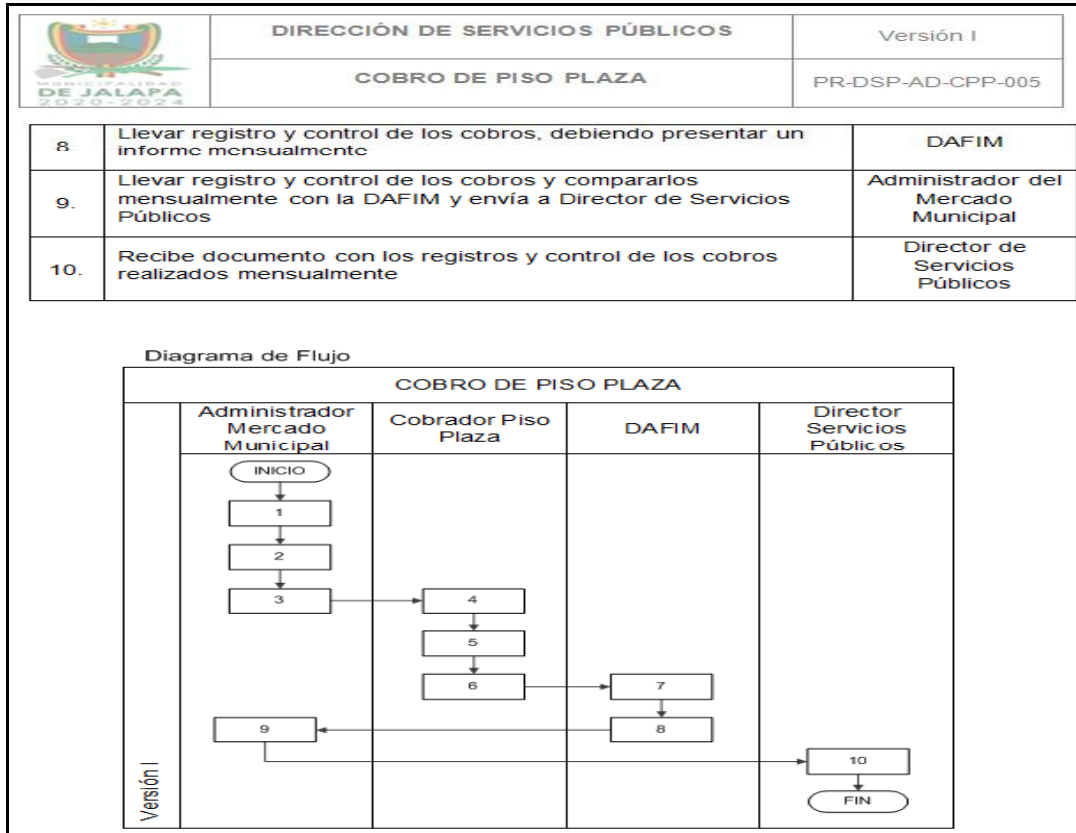 DIRECCIÓN DE SERVICIOS PÚBLICOS
Versión I
MUNICIPALIDAD
DE JALAPA
2020-2024
COBRO DE PISO PLAZA
PR-DSP-AD-CPP-005
8. Llevar registro y control de los cobros, debiendo presentar un
informe mensualmente
DAFIM
9. Llevar registro y control de los cobros y compararlos
mensualmente con la DAFIM y envía a Director de Servicios
Públicos
Administrador del
Mercado
Municipal
10. Recibe documento con los registros y control de los cobros
realizados mensualmente
Director de
Servicios
Públicos
Diagrama de Flujo
COBRO DE PISO PLAZA
Administrador
Mercado
Municipal
Cobrador Piso
Plaza
DAFIM
Director
Servicios
Públicos
INICIO
1
2
3
4
5
6
7
8
9
10
FIN
Versión I